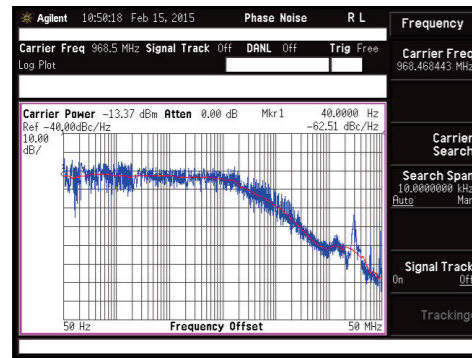 Agilent 10:50:18 Feb 15, 2015 Phase Noise R L
Carrier Freq 968.5 MHz Signal Track Off DANL Off Trig Free
Log Plot
Carrier Power -13.37 dBm Atten 0.00 dB Mkr1 40.0000 Hz
Ref -40.00dBc/Hz -62.51 dBc/Hz
10.00
dB/
50 Hz Frequency Offset 50 MHz
Frequency
Carrier Freq
968.468443 MHz
Carrier
Search
Search Span
10.0000000 kHz
Auto Man
Signal Track
On Off
Tracking